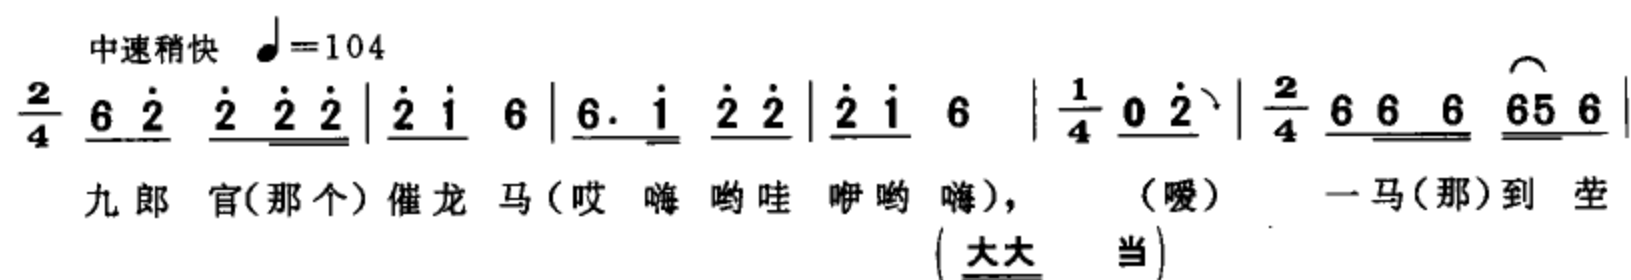 中速稍快 ♩=104
2/4 6 2̇ 2̇ 2̇ 2̇ | 2̇ 1̇ 6 | 6. 1̇ 2̇ 2̇ | 2̇ 1̇ 6 | 1/4 0 2̇ | 2/4 6 6 6 6 5 6 |
九郎 官(那个)催龙 马(哎 嗨 哟哇 咿哟 嗨), (嗳) 一马(那)到 茔
(大大 当)